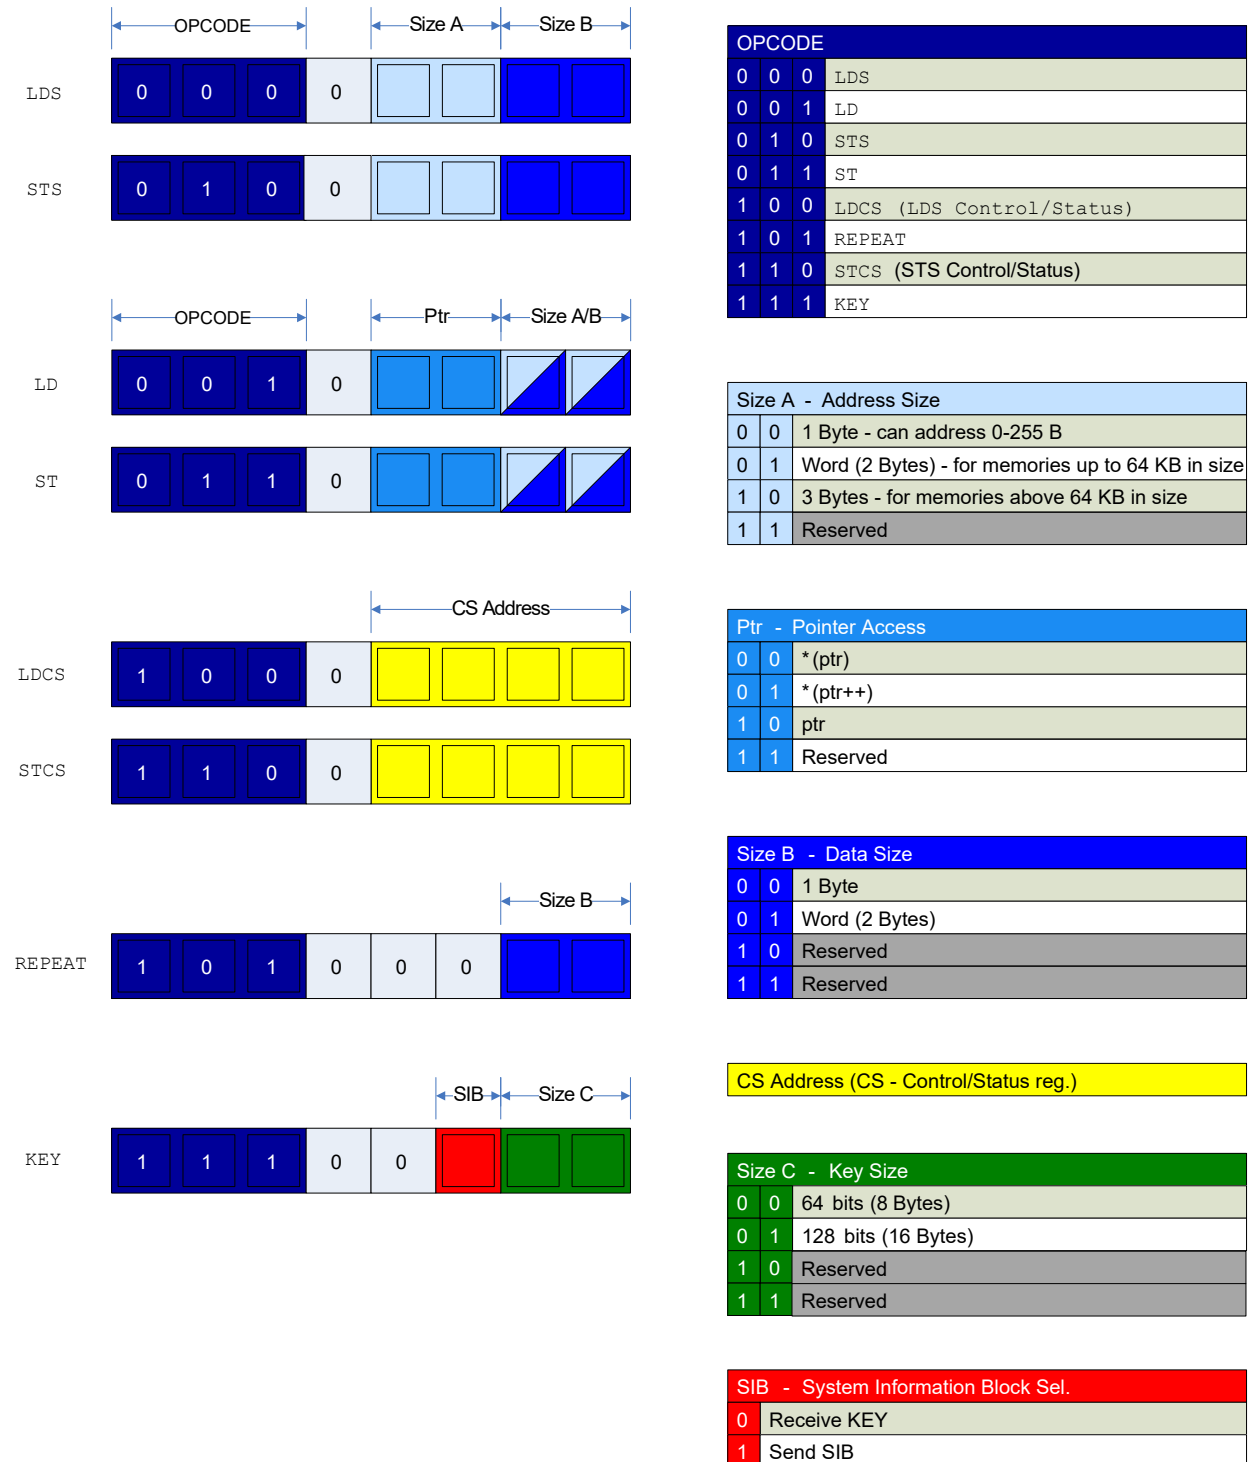 OPCODE Size A Size B
LDS 0 0 0 0
STS 0 1 0 0
OPCODE Ptr Size A/B
LD 0 0 1 0
ST 0 1 1 0
CS Address
LDCS 1 0 0 0
STCS 1 1 0 0
Size B
REPEAT 1 0 1 0 0 0
SIB Size C
KEY 1 1 1 0 0
OPCODE
0 0 0 LDS
0 0 1 LD
0 1 0 STS
0 1 1 ST
1 0 0 LDCS (LDS Control/Status)
1 0 1 REPEAT
1 1 0 STCS (STS Control/Status)
1 1 1 KEY
Size A - Address Size
0 0 1 Byte - can address 0-255 B
0 1 Word (2 Bytes) - for memories up to 64 KB in size
1 0 3 Bytes - for memories above 64 KB in size
1 1 Reserved
Ptr - Pointer Access
0 0 *(ptr)
0 1 *(ptr++)
1 0 ptr
1 1 Reserved
Size B - Data Size
0 0 1 Byte
0 1 Word (2 Bytes)
1 0 Reserved
1 1 Reserved
CS Address (CS - Control/Status reg.)
Size C - Key Size
0 0 64 bits (8 Bytes)
0 1 128 bits (16 Bytes)
1 0 Reserved
1 1 Reserved
SIB - System Information Block Sel.
0 Receive KEY
1 Send SIB